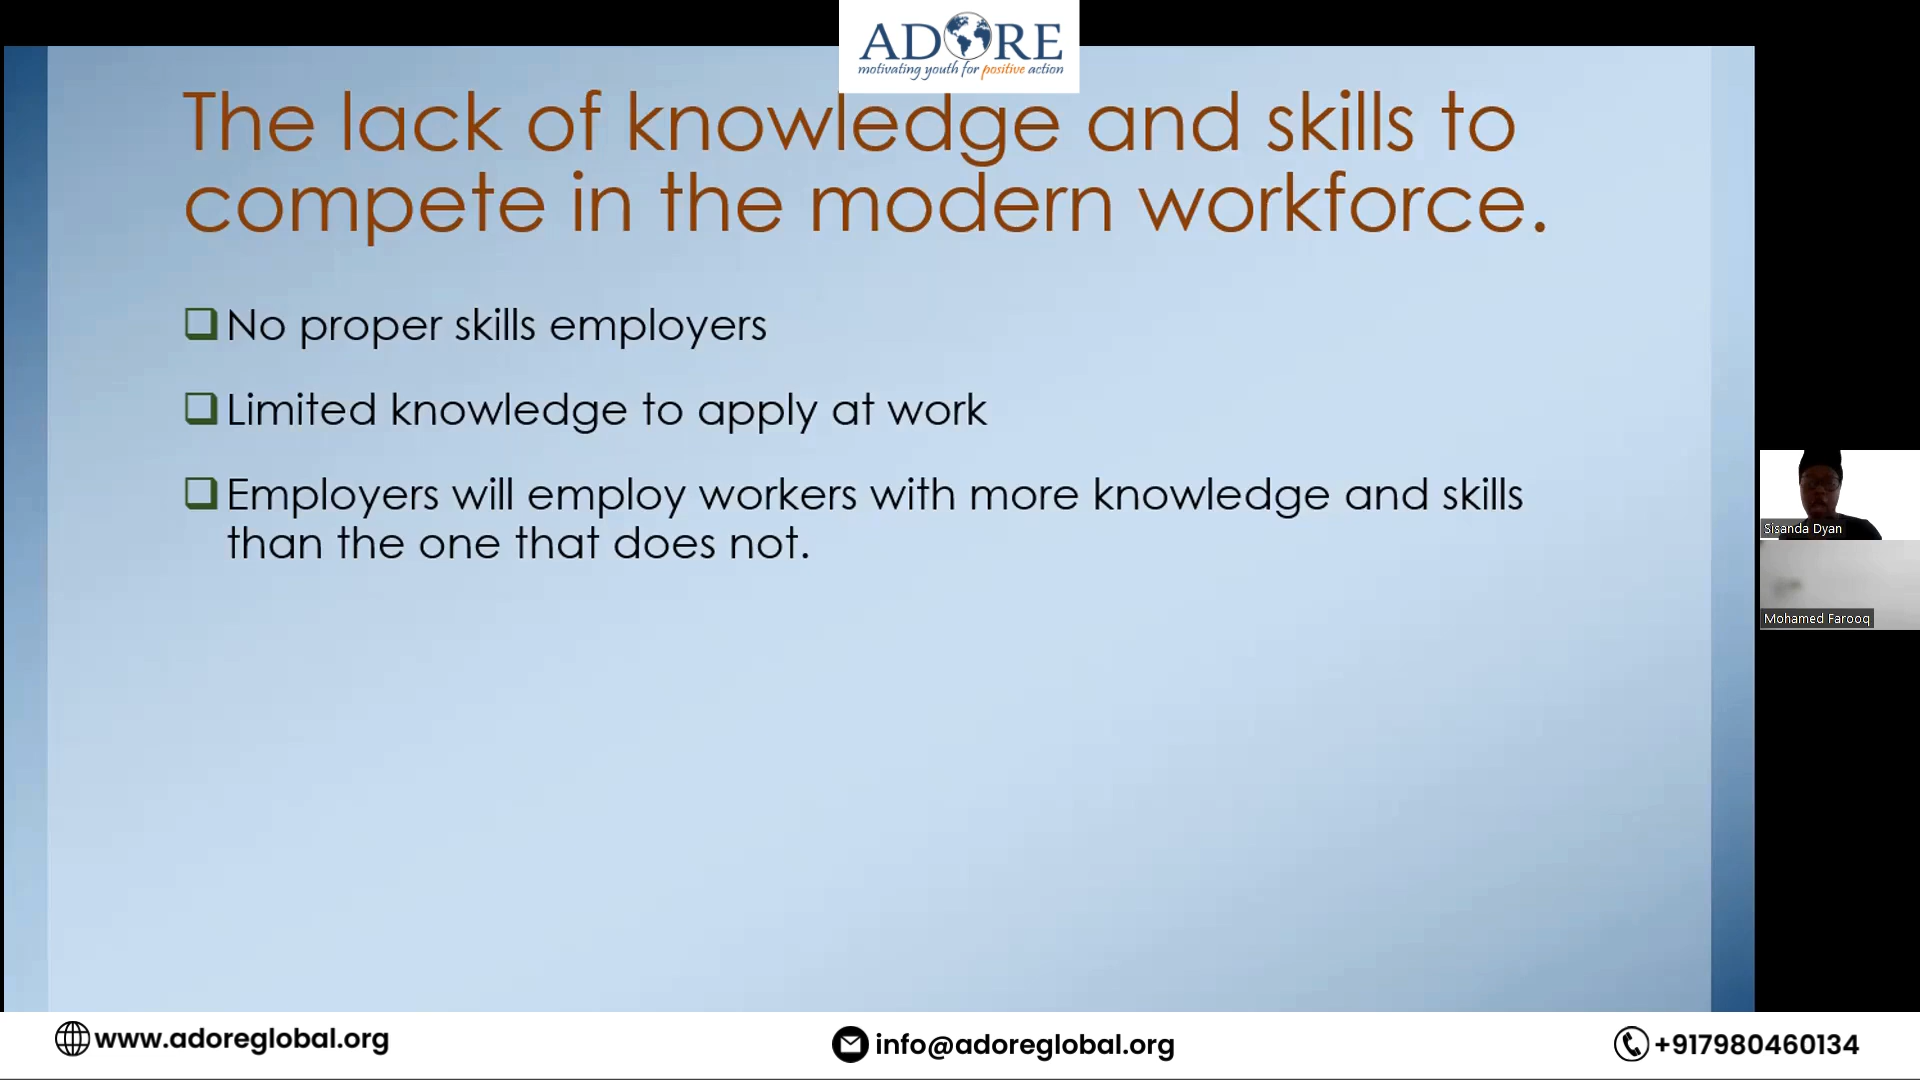 ADORE
motivating youth for positive action
The lack of knowledge and skills to
compete in the modern workforce.
No proper skills employers
Limited knowledge to apply at work
Employers will employ workers with more knowledge and skills
than the one that does not.
Sisanda Dyan
Mohamed Farooq
www.adoreglobal.org
info@adoreglobal.org
+917980460134